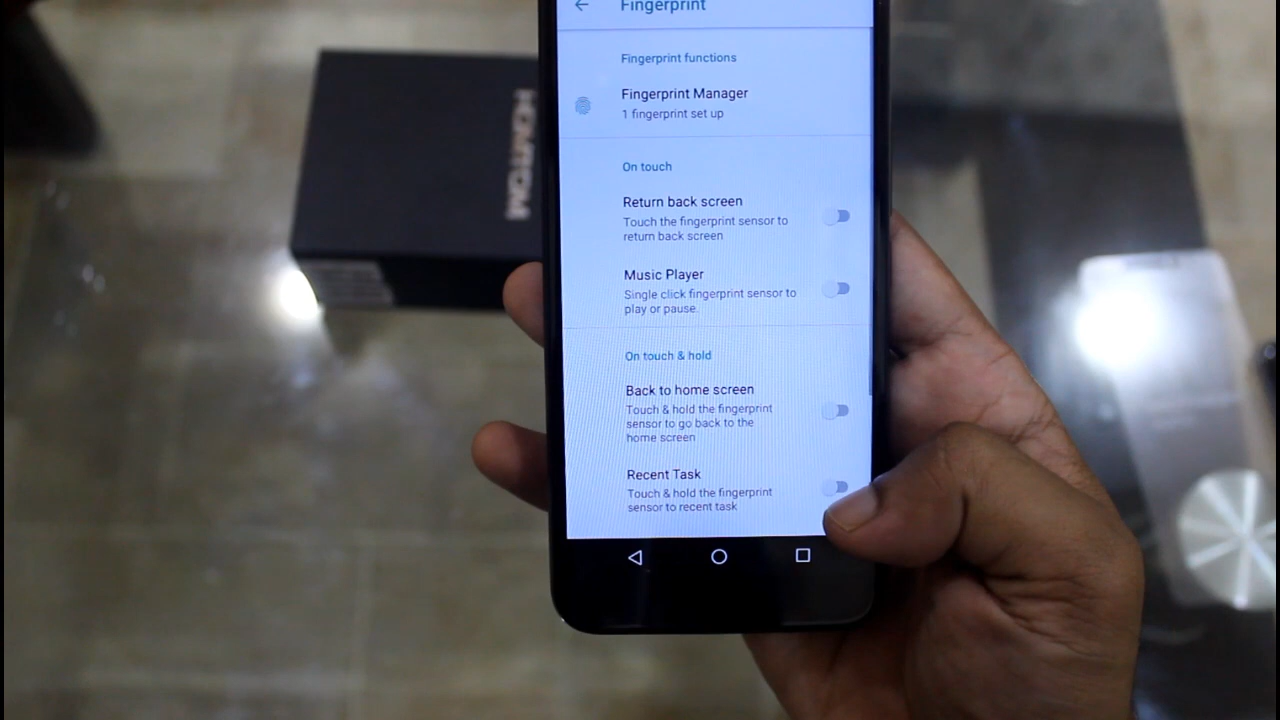 Fingerprint
Fingerprint functions
Fingerprint Manager
1 fingerprint set up
On touch
Return back screen
Touch the fingerprint sensor to
return back screen
Music Player
Single click fingerprint sensor to
play or pause.
On touch & hold
Back to home screen
Touch & hold the fingerprint
sensor to go back to the
home screen
Recent Task
Touch & hold the fingerprint
sensor to recent task
HOMTOM